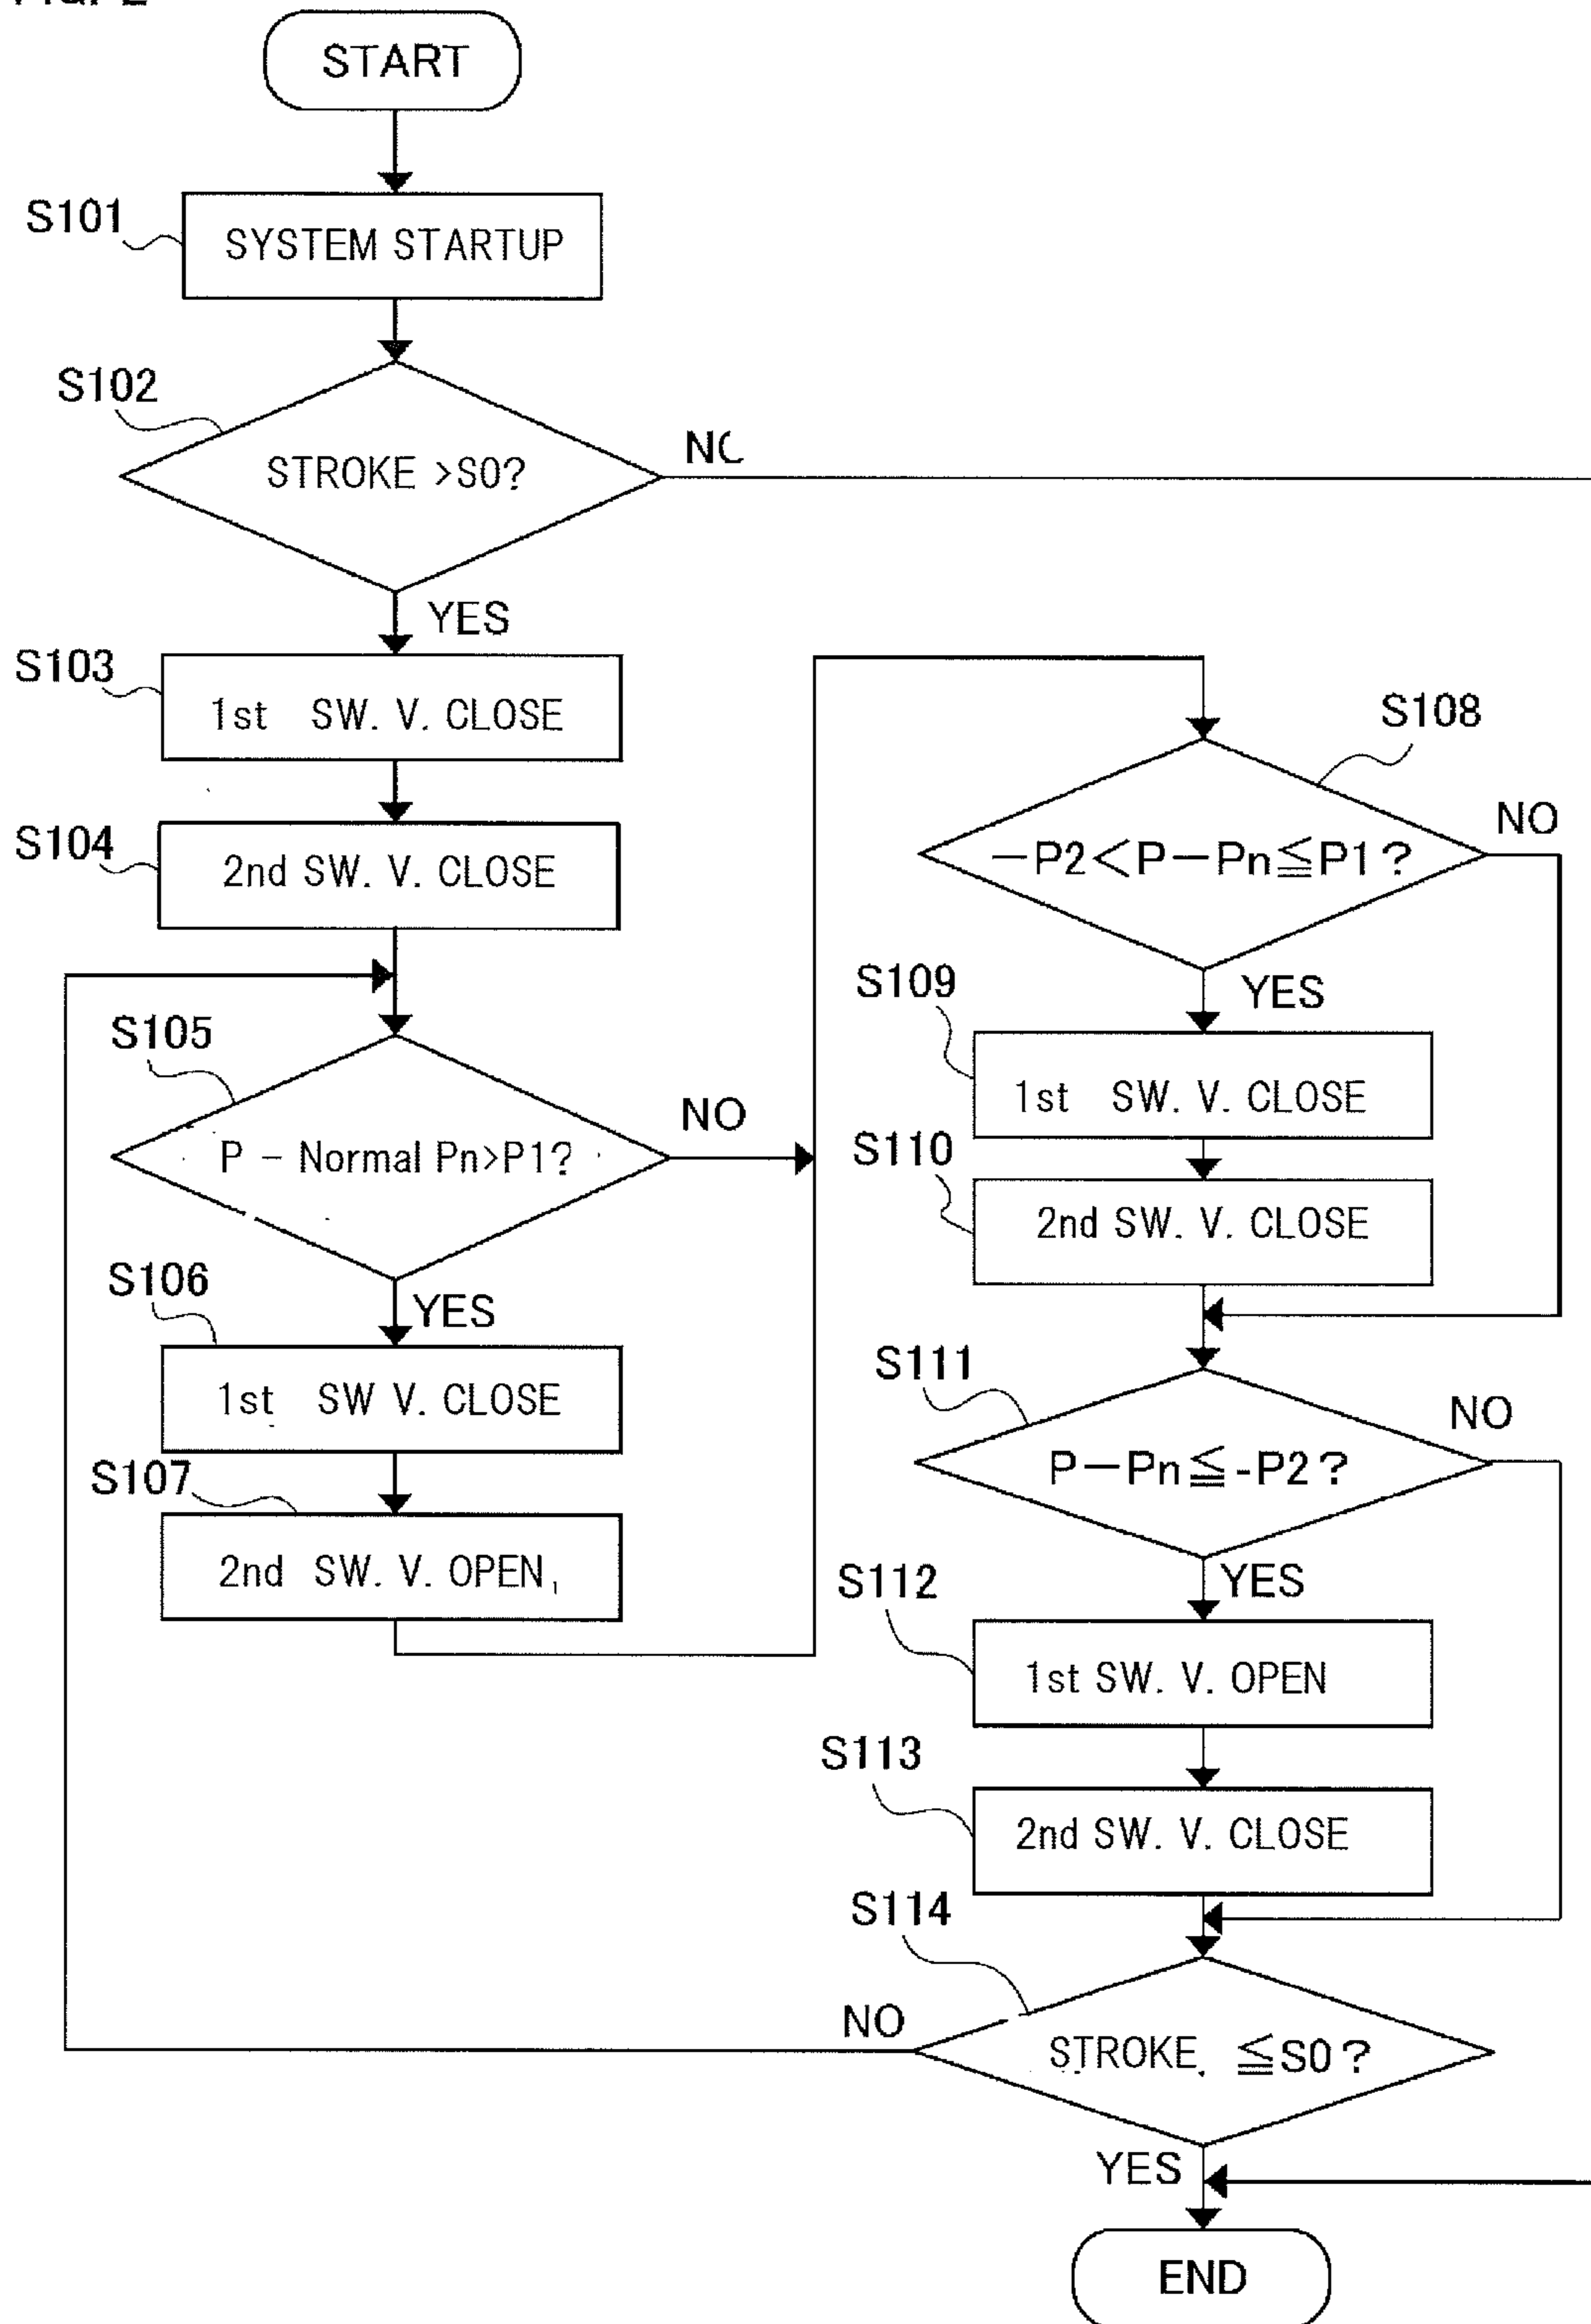 START
S101
SYSTEM STARTUP
S102
STROKE >S0?
YES
S103
1st SW. V. CLOSE
S104
2nd SW. V. CLOSE
S105
P – Normal Pn>P1?
NO
S106
YES
1st SW V. CLOSE
S107
2nd SW. V. OPEN
S108
NO
－P2＜P－Pn≦P1？
S109
YES
1st SW. V. CLOSE
S110
2nd SW. V. CLOSE
S111
NO
P－Pn≦-P2？
S112
YES
1st SW. V. OPEN
S113
2nd SW. V. CLOSE
S114
NO
STROKE ≦S0？
YES
END